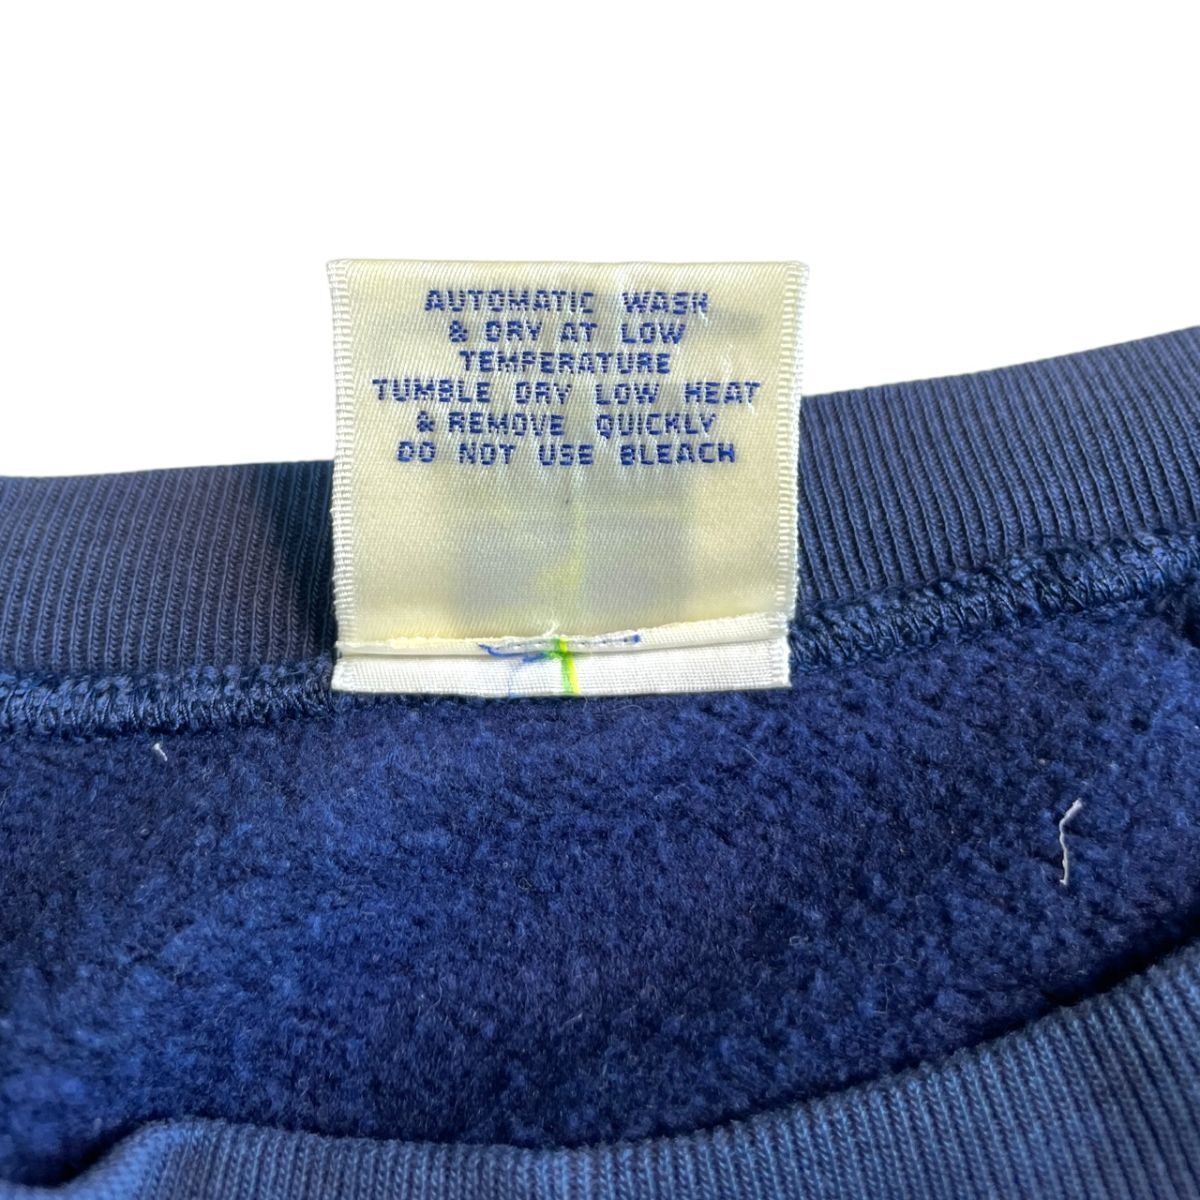 AUTOMATIC WASH
& DRY AT LOW
TEMPERATURE
TUMBLE DRY LOW HEAT
& REMOVE QUICKLY
DO NOT USE BLEACH